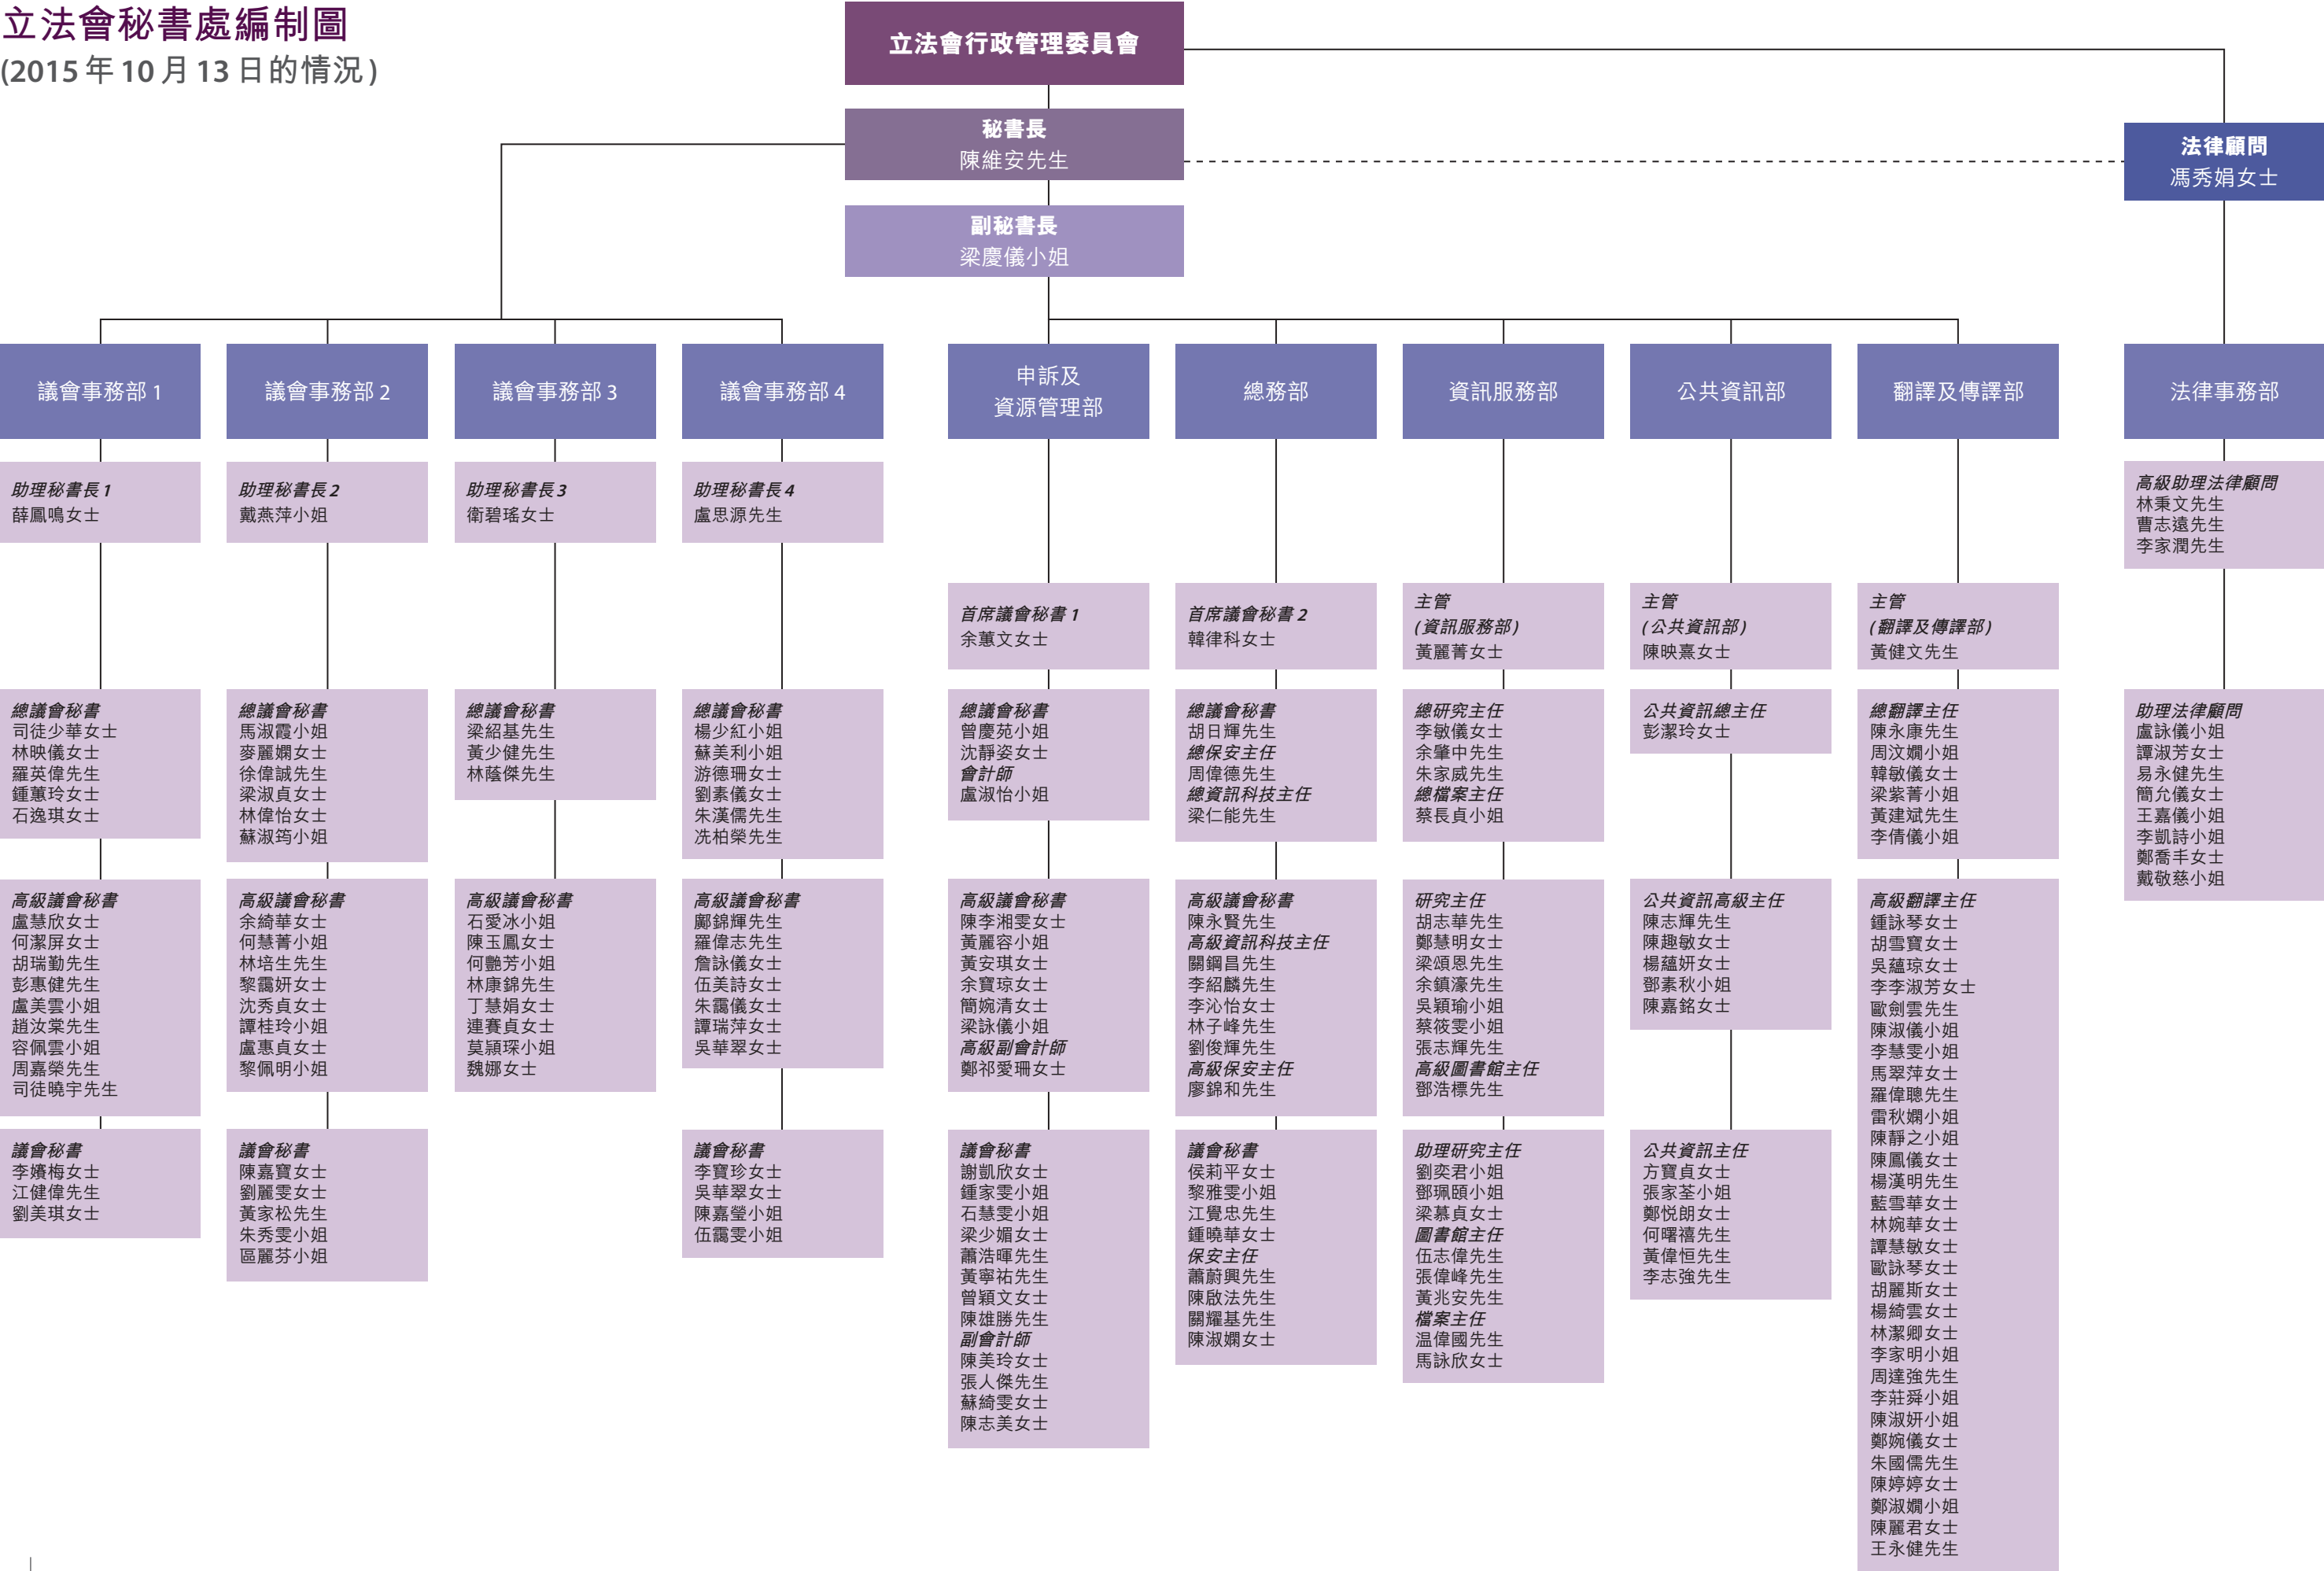 立法會秘書處編制圖
(2015 年 10 月 13 日的情況 )
立法會行政管理委員會
秘書長
陳維安先生
副秘書長
梁慶儀小姐
法律顧問
馮秀娟女士
議會事務部 1
助理秘書長 1
薛鳳鳴女士
總議會秘書
司徒少華女士
林映儀女士
羅英偉先生
鍾蕙玲女士
石逸琪女士
高級議會秘書
盧慧欣女士
何潔屏女士
胡瑞勤先生
彭惠健先生
盧美雲小姐
趙汝棠先生
容佩雲小姐
周嘉榮先生
司徒曉宇先生
議會秘書
李嬪梅女士
江健偉先生
劉美琪女士
議會事務部 2
助理秘書長 2
戴燕萍小姐
總議會秘書
馬淑霞小姐
麥麗嫻女士
徐偉誠先生
梁淑貞女士
林偉怡女士
蘇淑筠小姐
高級議會秘書
余綺華女士
何慧菁小姐
林培生先生
黎靄妍女士
沈秀貞女士
譚桂玲小姐
盧惠貞女士
黎佩明小姐
議會秘書
陳嘉寶女士
劉麗雯女士
黃家松先生
朱秀雯小姐
區麗芬小姐
議會事務部 3
助理秘書長 3
衛碧瑤女士
總議會秘書
梁紹基先生
黃少健先生
林蔭傑先生
高級議會秘書
石愛冰小姐
陳玉鳳女士
何艷芳小姐
林康錦先生
丁慧娟女士
連賽貞女士
莫穎琛小姐
魏娜女士
議會事務部 4
助理秘書長 4
盧思源先生
總議會秘書
楊少紅小姐
蘇美利小姐
游德珊女士
劉素儀女士
朱漢儒先生
冼柏榮先生
高級議會秘書
鄺錦輝先生
羅偉志先生
詹詠儀女士
伍美詩女士
朱靄儀女士
譚瑞萍女士
吳華翠女士
議會秘書
李寶珍女士
吳華翠女士
陳嘉瑩小姐
伍靄雯小姐
申訴及
資源管理部
首席議會秘書 1
余蕙文女士
總議會秘書
曾慶苑小姐
沈靜姿女士
會計師
盧淑怡小姐
高級議會秘書
陳李湘雯女士
黃麗容小姐
黃安琪女士
余寶琼女士
簡婉清女士
梁詠儀小姐
高級副會計師
鄭祁愛珊女士
議會秘書
謝凱欣女士
鍾家雯小姐
石慧雯小姐
梁少媚女士
蕭浩暉先生
黃寧祐先生
曾穎文女士
陳雄勝先生
副會計師
陳美玲女士
張人傑先生
蘇綺雯女士
陳志美女士
總務部
首席議會秘書 2
韓律科女士
總議會秘書
胡日輝先生
總保安主任
周偉德先生
總資訊科技主任
梁仁能先生
高級議會秘書
陳永賢先生
高級資訊科技主任
關鋼昌先生
李紹麟先生
李沁怡女士
林子峰先生
劉俊輝先生
高級保安主任
廖錦和先生
議會秘書
侯莉平女士
黎雅雯小姐
江覺忠先生
鍾曉華女士
保安主任
蕭蔚興先生
陳啟法先生
關耀基先生
陳淑嫻女士
資訊服務部
主管
(資訊服務部)
黃麗菁女士
總研究主任
李敏儀女士
余肇中先生
朱家威先生
總檔案主任
蔡長貞小姐
研究主任
胡志華先生
鄭慧明女士
梁頌恩先生
余鎮濠先生
吳穎瑜小姐
蔡筱雯小姐
張志輝先生
高級圖書館主任
鄧浩標先生
助理研究主任
劉奕君小姐
鄧珮頤小姐
梁慕貞女士
圖書館主任
伍志偉先生
張偉峰先生
黃兆安先生
檔案主任
温偉國先生
馬詠欣女士
公共資訊部
主管
(公共資訊部)
陳映熹女士
公共資訊總主任
彭潔玲女士
公共資訊高級主任
陳志輝先生
陳趣敏女士
楊蘊妍女士
鄧素秋小姐
陳嘉銘女士
公共資訊主任
方寶貞女士
張家荃小姐
鄭悦朗女士
何曙禧先生
黃偉恒先生
李志強先生
翻譯及傳譯部
主管
(翻譯及傳譯部)
黃健文先生
總翻譯主任
陳永康先生
周汶嫺小姐
韓敏儀女士
梁紫菁小姐
黃建斌先生
李倩儀小姐
高級翻譯主任
鍾詠琴女士
胡雪寶女士
吳蘊琼女士
李李淑芳女士
歐劍雲先生
陳淑儀小姐
李慧雯小姐
馬翠萍女士
羅偉聰先生
雷秋嫻小姐
陳靜之小姐
陳鳳儀女士
楊漢明先生
藍雪華女士
林婉華女士
譚慧敏女士
歐詠琴女士
胡麗斯女士
楊綺雲女士
林潔卿女士
李家明小姐
周達強先生
李莊舜小姐
陳淑妍小姐
鄭婉儀女士
朱國儒先生
陳婷婷女士
鄭淑嫺小姐
陳麗君女士
王永健先生
法律事務部
高級助理法律顧問
林秉文先生
曹志遠先生
李家潤先生
助理法律顧問
盧詠儀小姐
譚淑芳女士
易永健先生
簡允儀女士
王嘉儀小姐
李凱詩小姐
鄭喬丰女士
戴敬慈小姐